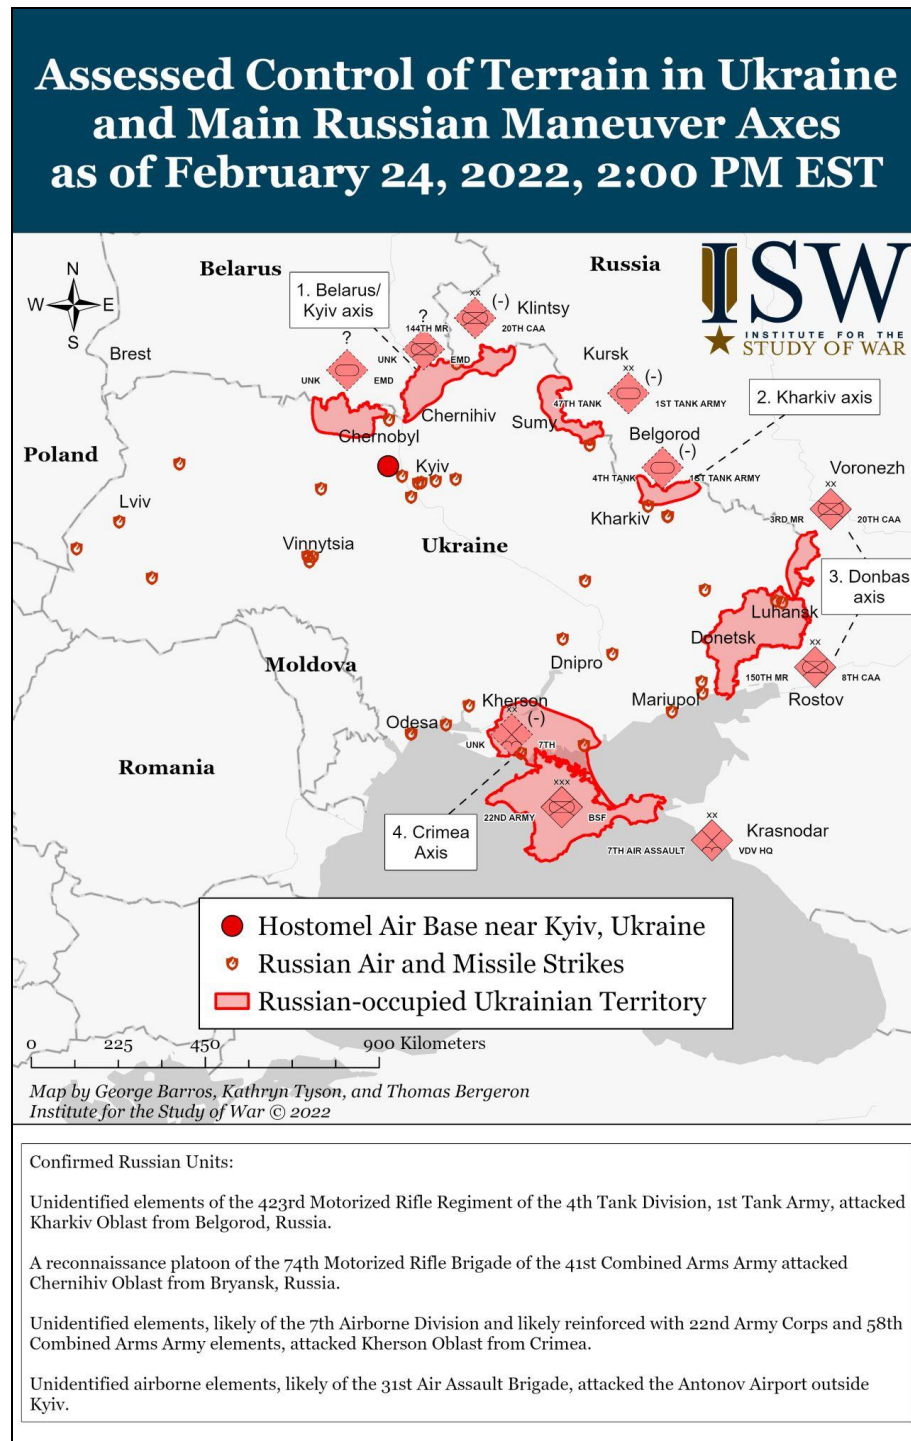 Assessed Control of Terrain in Ukraine
and Main Russian Maneuver Axes
as of February 24, 2022, 2:00 PM EST
ISW
INSTITUTE FOR THE
STUDY OF WAR
N
W E
S
Belarus
Russia
1. Belarus/
Kyiv axis
xx
(-)
Klintsy
20TH CAA
?
144TH MR
UNK
EMD
?
UNK
EMD
Brest
Kursk
xx
(-)
47TH TANK
1ST TANK ARMY
2. Kharkiv axis
Chernihiv
Sumy
Chernobyl
Belgorod
(-)
4TH TANK
1ST TANK ARMY
Poland
Kyiv
Voronezh
xx
3RD MR
20TH CAA
Lviv
Kharkiv
Vinnytsia
Ukraine
3. Donbas
axis
Luhansk
Donetsk
Moldova
Dnipro
xx
150TH MR
8TH CAA
Rostov
Mariupol
Kherson
xx
(-)
UNK
7TH
Odesa
Romania
xxx
22ND ARMY
BSF
4. Crimea
Axis
xx
Krasnodar
7TH AIR ASSAULT
VDV HQ
Hostomel Air Base near Kyiv, Ukraine
Russian Air and Missile Strikes
Russian-occupied Ukrainian Territory
0 225 450 900 Kilometers
Map by George Barros, Kathryn Tyson, and Thomas Bergeron
Institute for the Study of War © 2022
Confirmed Russian Units:
Unidentified elements of the 423rd Motorized Rifle Regiment of the 4th Tank Division, 1st Tank Army, attacked
Kharkiv Oblast from Belgorod, Russia.
A reconnaissance platoon of the 74th Motorized Rifle Brigade of the 41st Combined Arms Army attacked
Chernihiv Oblast from Bryansk, Russia.
Unidentified elements, likely of the 7th Airborne Division and likely reinforced with 22nd Army Corps and 58th
Combined Arms Army elements, attacked Kherson Oblast from Crimea.
Unidentified airborne elements, likely of the 31st Air Assault Brigade, attacked the Antonov Airport outside
Kyiv.